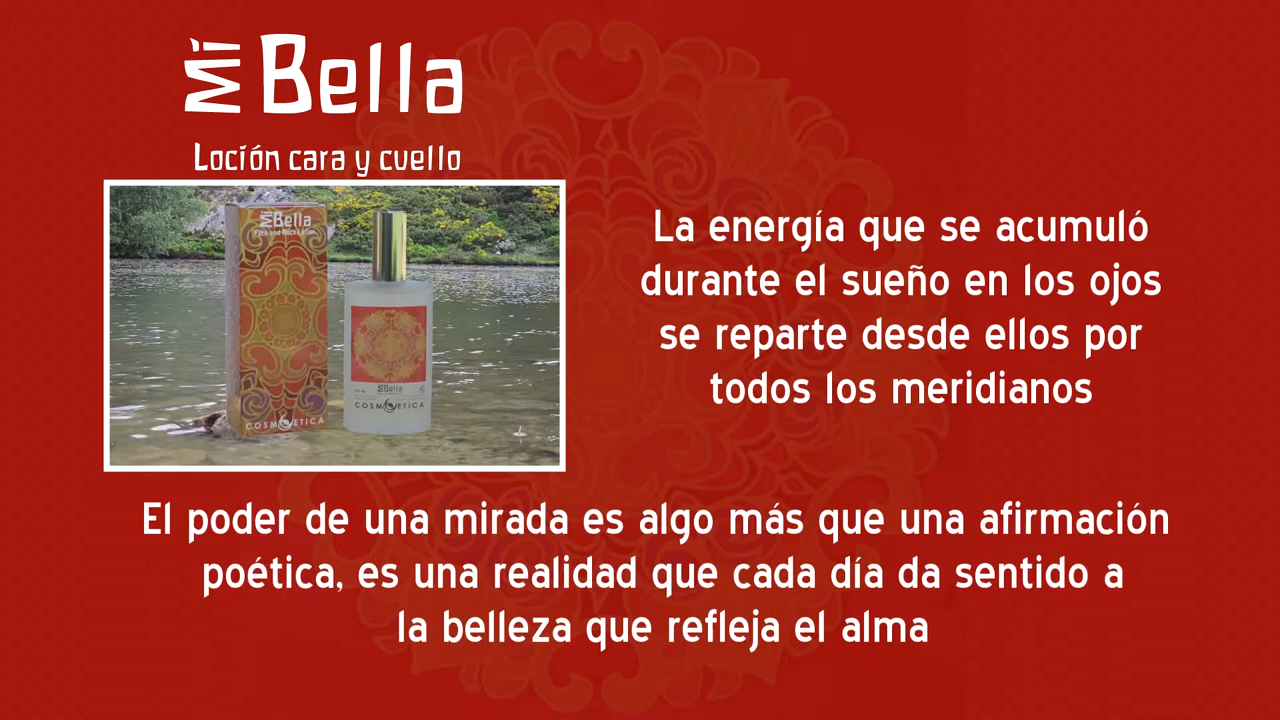 Mi Bella
Loción cara y cuello
Mi Bella
Face and Neck Lotion
COSMOETICA
Mi Bella
COSMOETICA
La energía que se acumuló
durante el sueño en los ojos
se reparte desde ellos por
todos los meridianos
El poder de una mirada es algo más que una afirmación
poética, es una realidad que cada día da sentido a
la belleza que refleja el alma